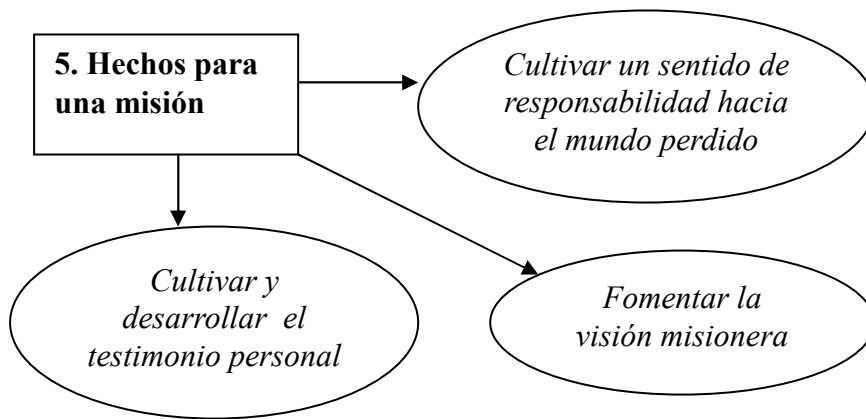 5. Hechos para
una misión
Cultivar un sentido de
responsabilidad hacia
el mundo perdido
Cultivar y
desarrollar el
testimonio personal
Fomentar la
visión misionera